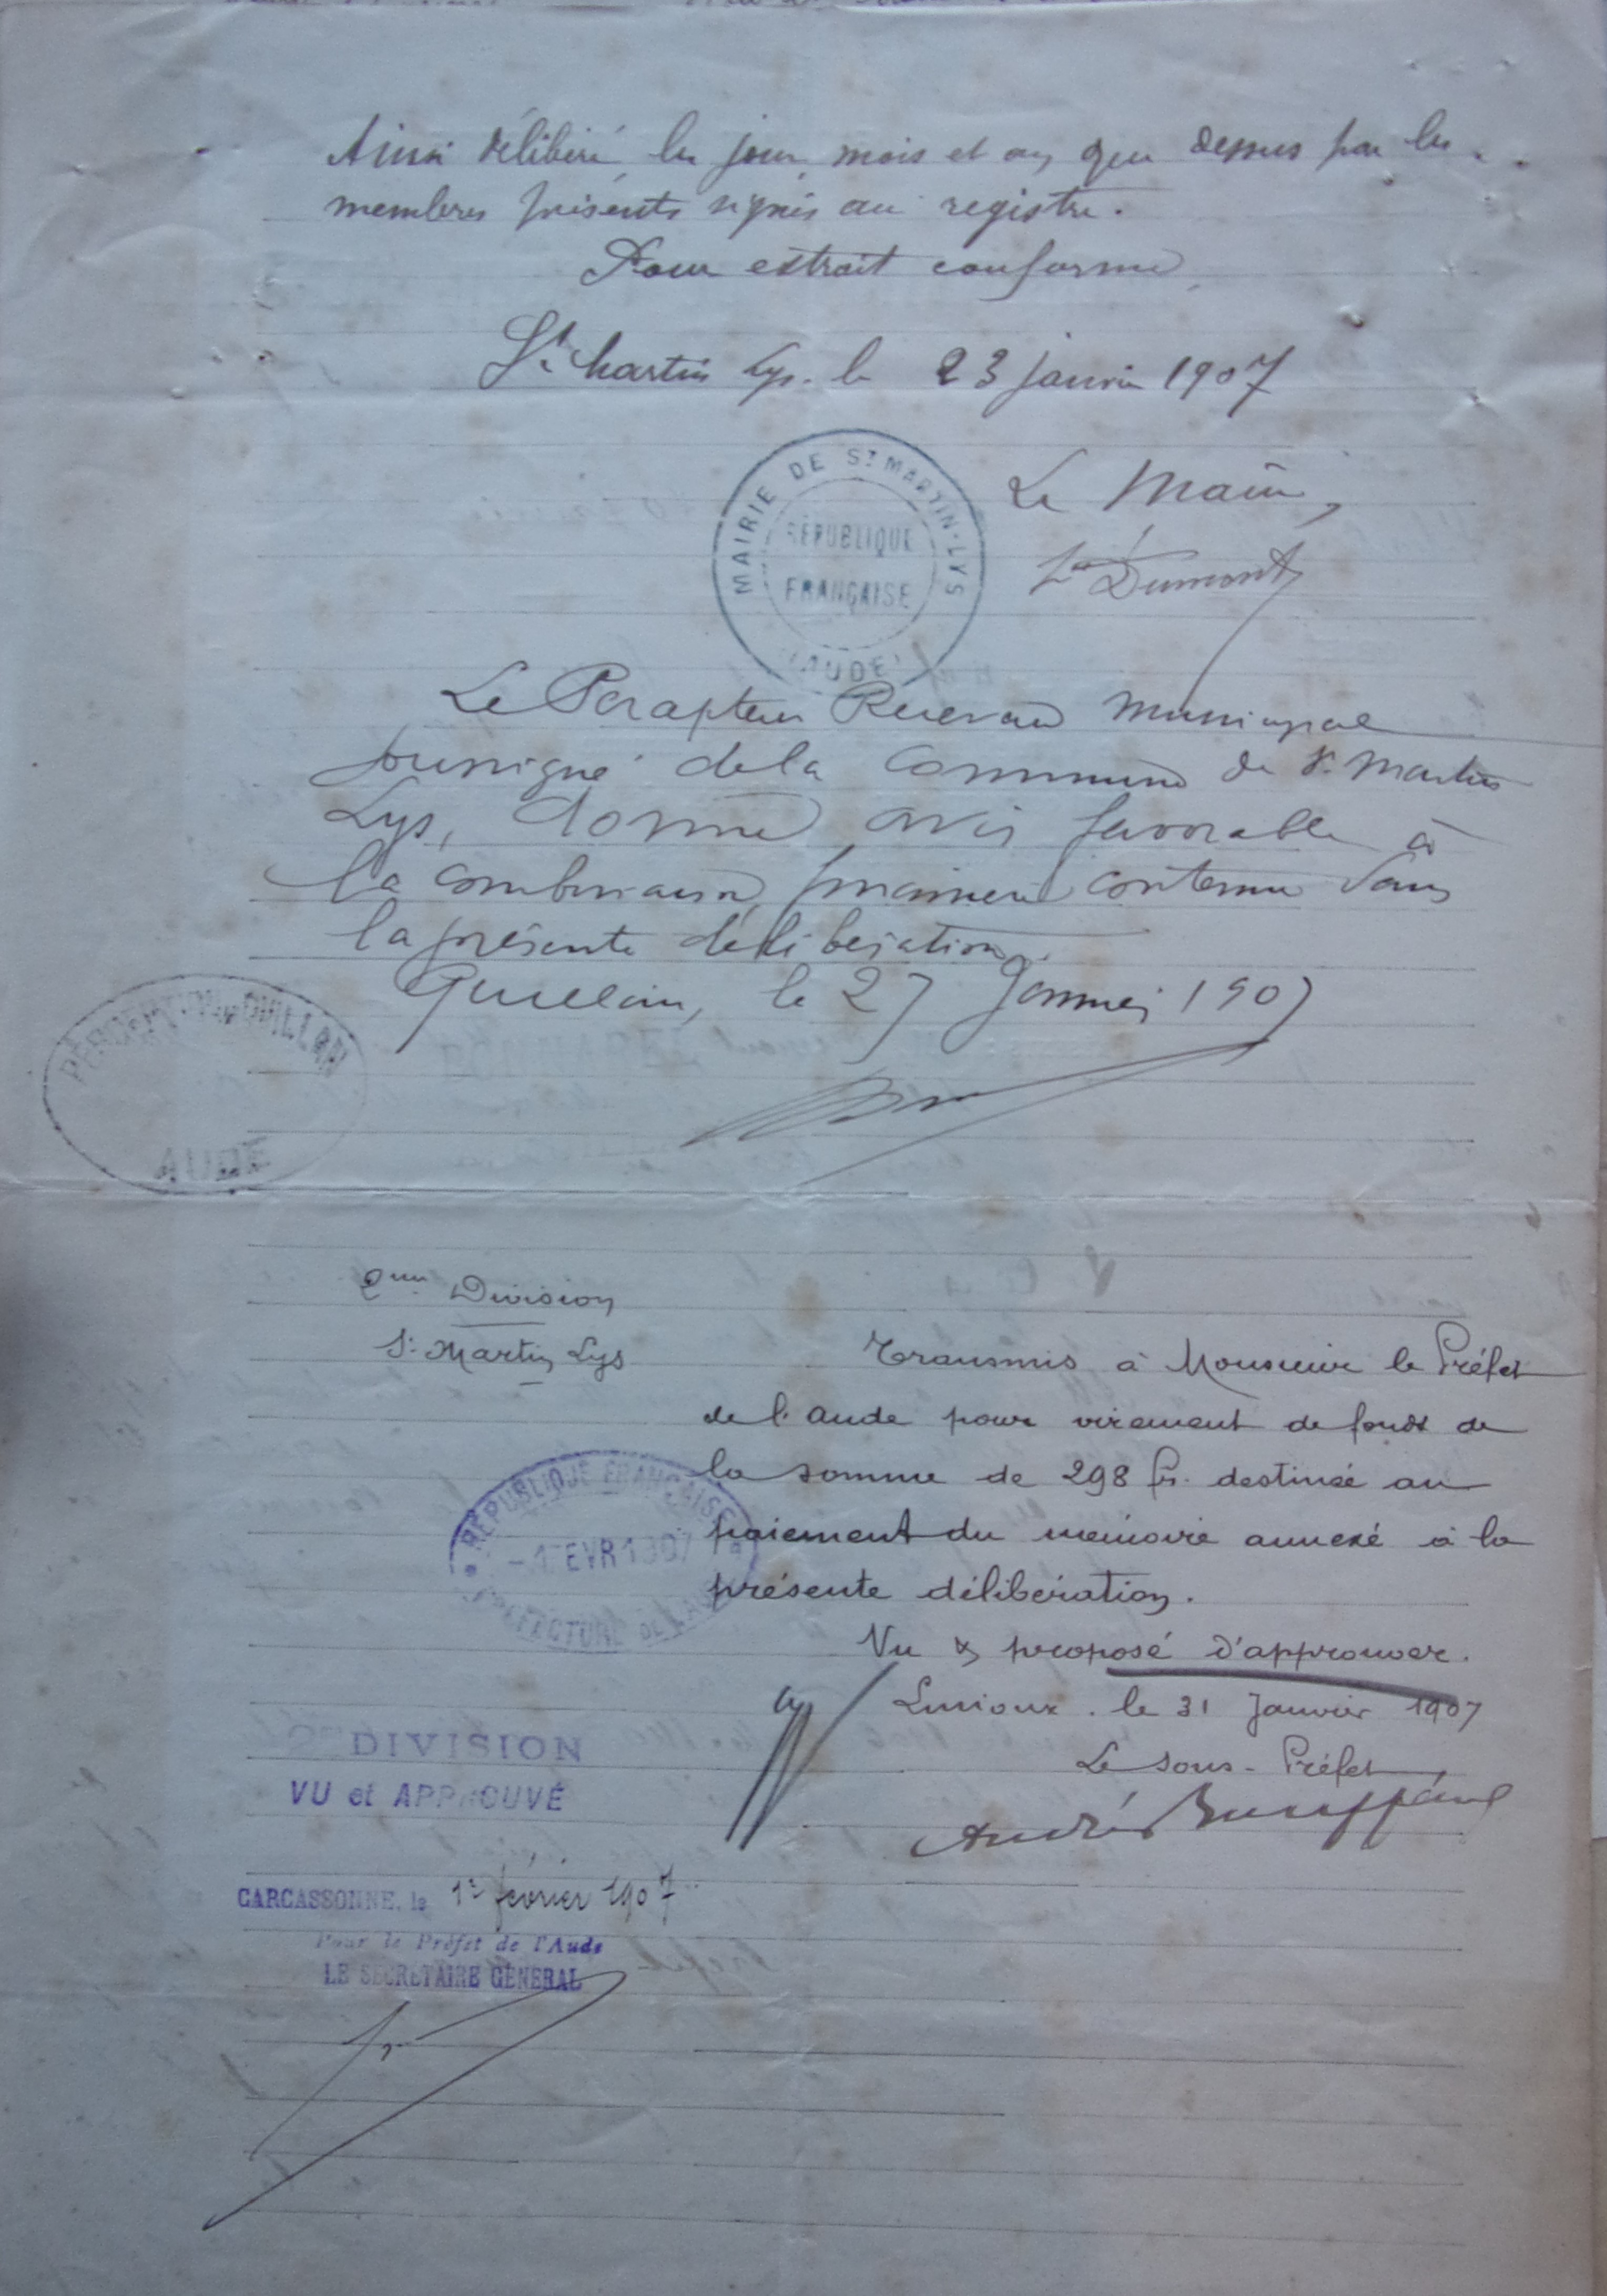 Ainsi délibéré, les jour, mois et an que dessus par les
membres présents signés au registre.
Pour extrait conforme,
St Martin Lys. le 23 janvier 1907
MAIRIE DE ST MARTIN-LYS
RÉPUBLIQUE
FRANÇAISE
(AUDE)
Le Maire,
Dumont
Le Percepteur Receveur municipal
soussigné de la Commune de St Martin
Lys, donne avis favorable à
la combinaison financière contenue dans
la présente délibération.
Quillan, le 27 Janvier 1907
PERCEPTION DE QUILLAN
AUDE
2me Division
St Martin Lys
Transmis à Monsieur le Préfet
de l'Aude pour virement de fonds de
la somme de 298 frs. destinée au
paiement du mémoire annexé à la
présente délibération.
Vu & proposé d'approuver.
Limoux. le 31 Janvier 1907
Le Sous-Préfet,
André
RÉPUBLIQUE FRANÇAISE
- 1 FEVR 1907
PRÉFECTURE DE L'AUDE
2me DIVISION
VU et APPROUVÉ
CARCASSONNE, le 1er février 1907
Pour le Préfet de l'Aude
LE SECRÉTAIRE GÉNÉRAL